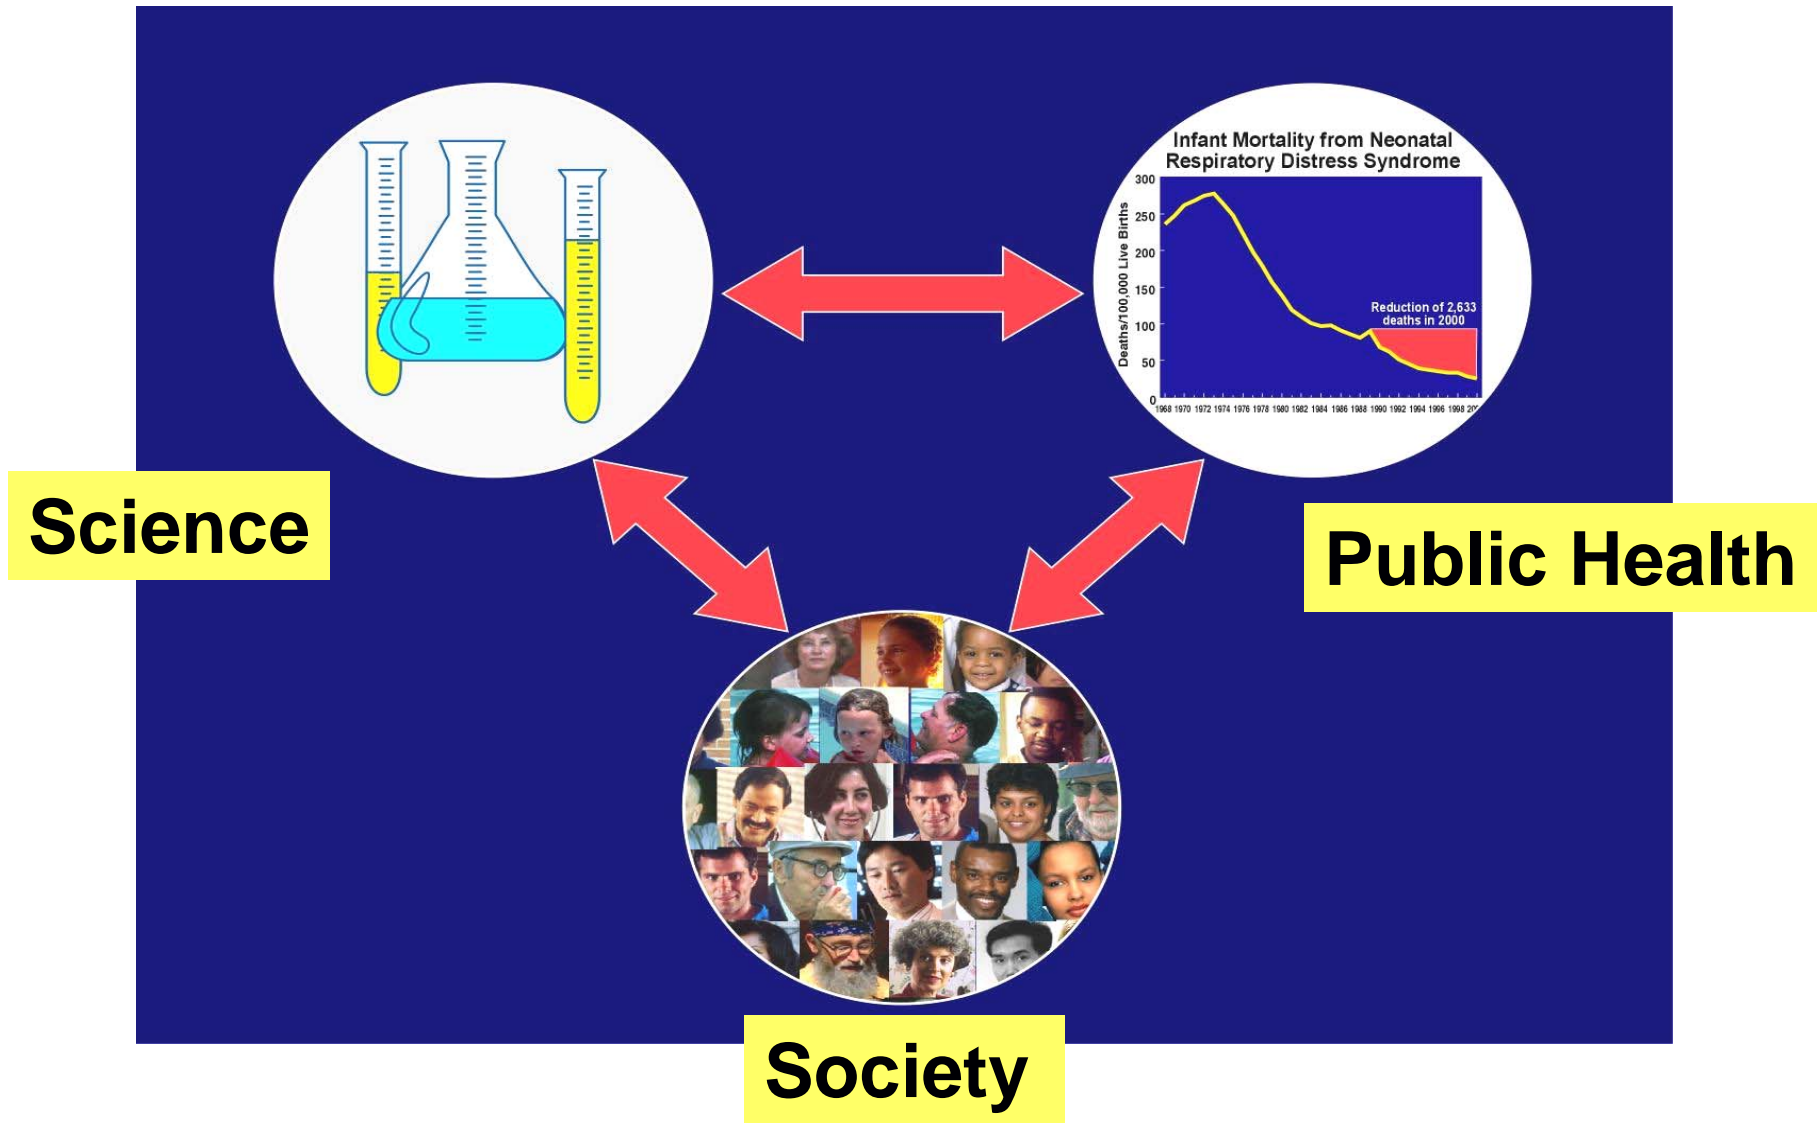 Infant Mortality from Neonatal
Respiratory Distress Syndrome
Deaths/100,000 Live Births
300
250
200
150
100
50
0
Reduction of 2,633
deaths in 2000
1968 1970 1972 1974 1976 1978 1980 1982 1984 1986 1988 1990 1992 1994 1996 1998
Science
Public Health
Society